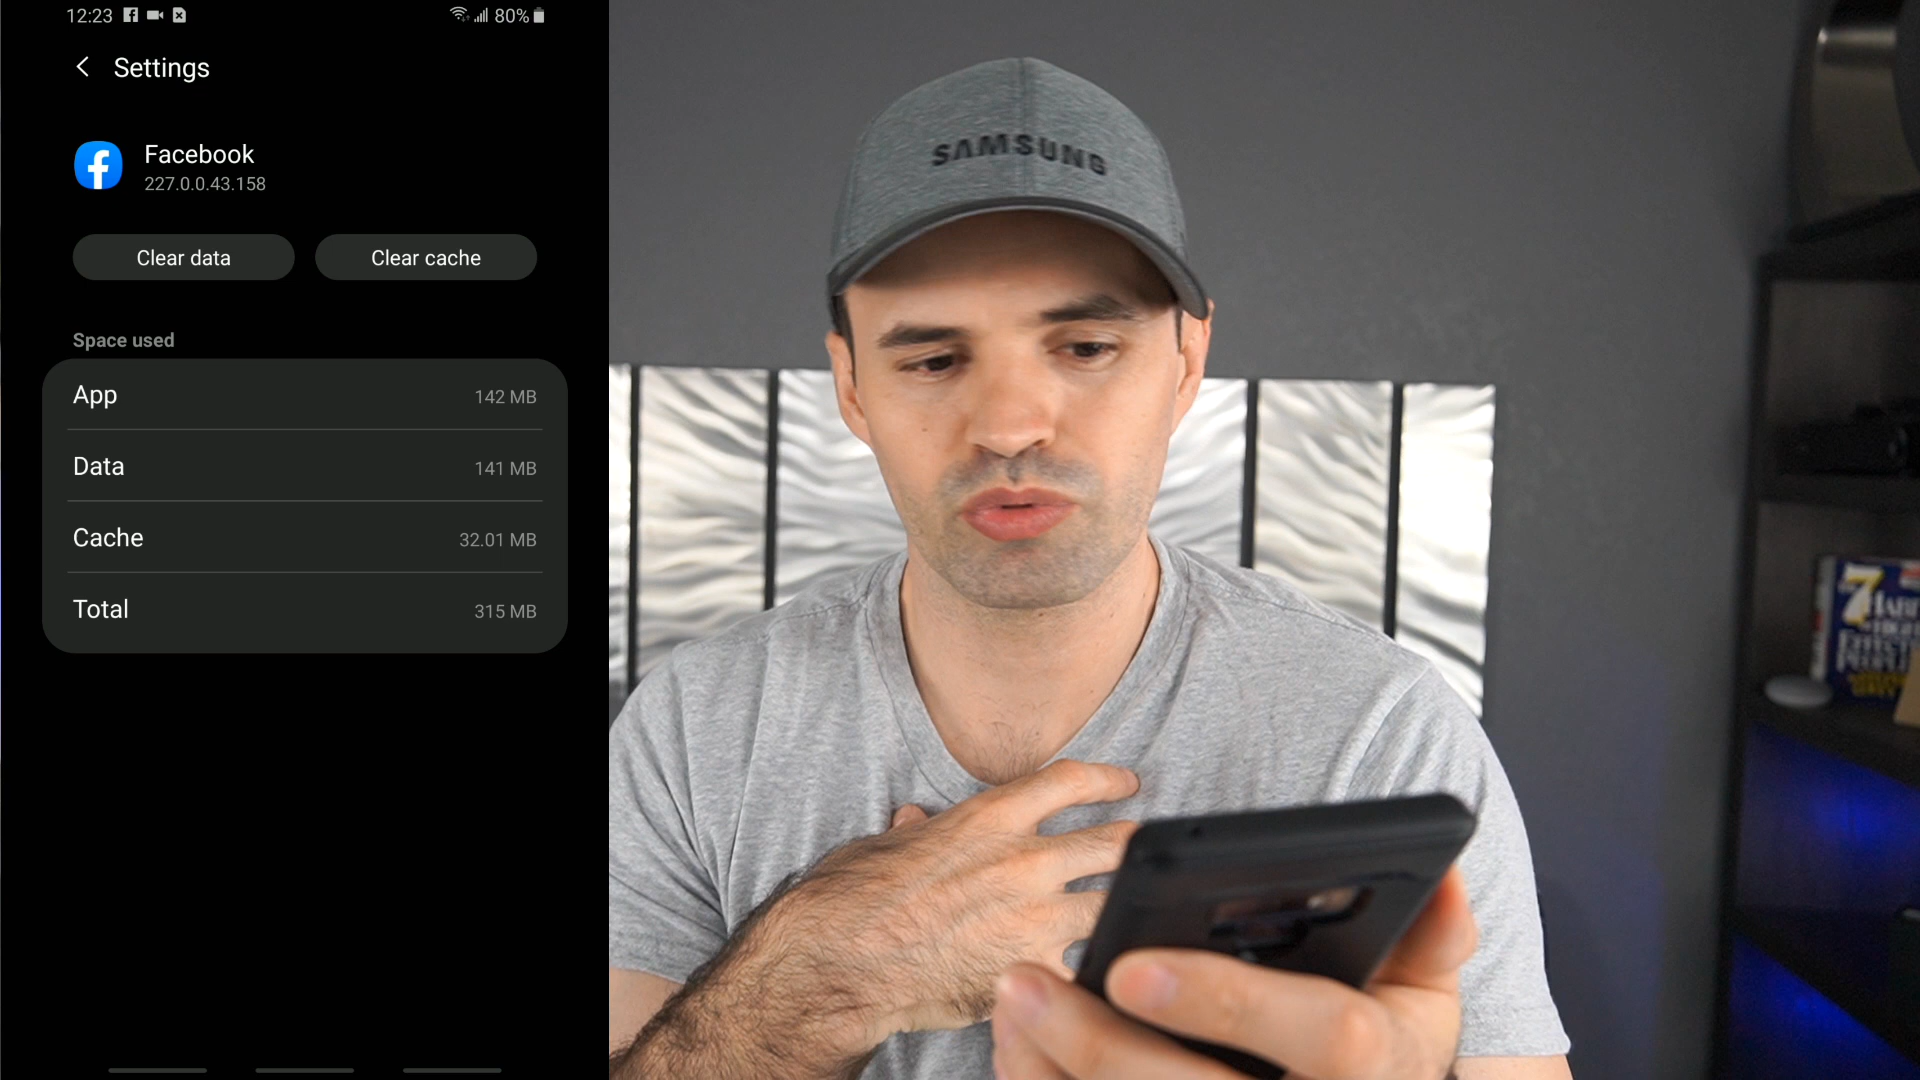 12:23
80%
Settings
Facebook
227.0.0.43.158
Clear data
Clear cache
Space used
App
142 MB
Data
141 MB
Cache
32.01 MB
Total
315 MB
SAMSUNG
7